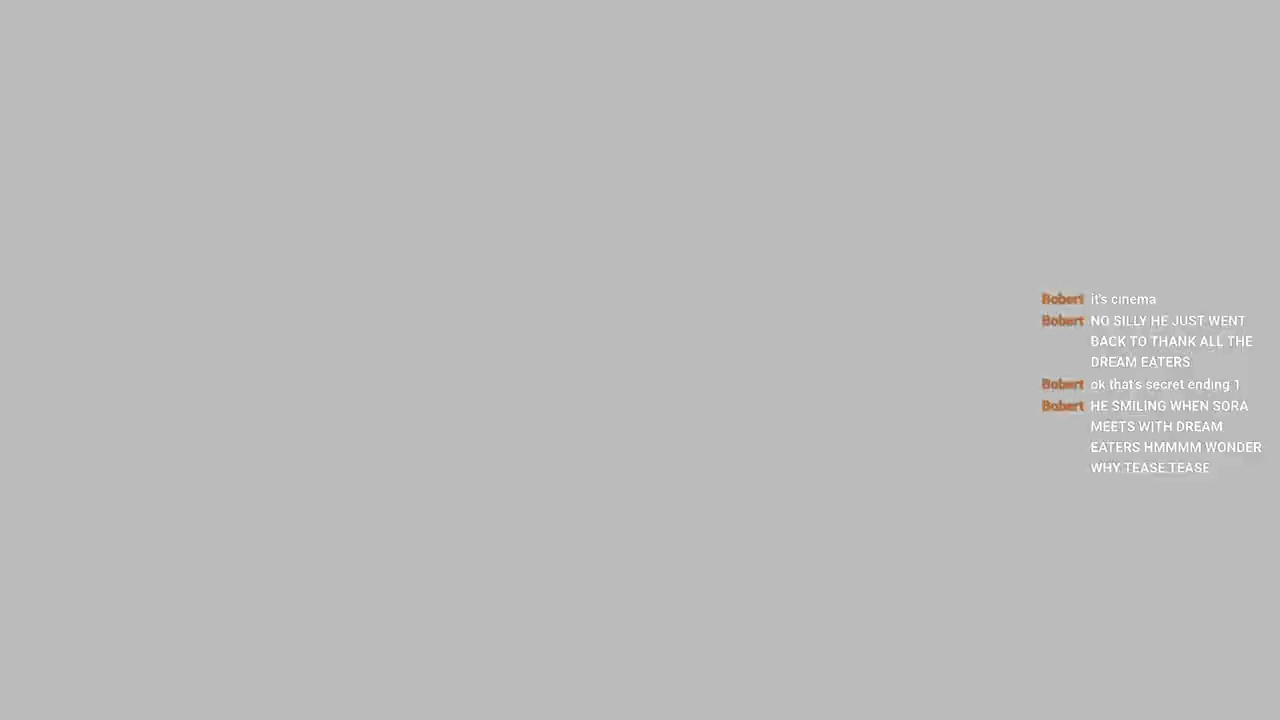 Bobert it's cinema
Bobert NO SILLY HE JUST WENT
BACK TO THANK ALL THE
DREAM EATERS
Bobert ok that's secret ending 1
Bobert HE SMILING WHEN SORA
MEETS WITH DREAM
EATERS HMMMM WONDER
WHY TEASE TEASE